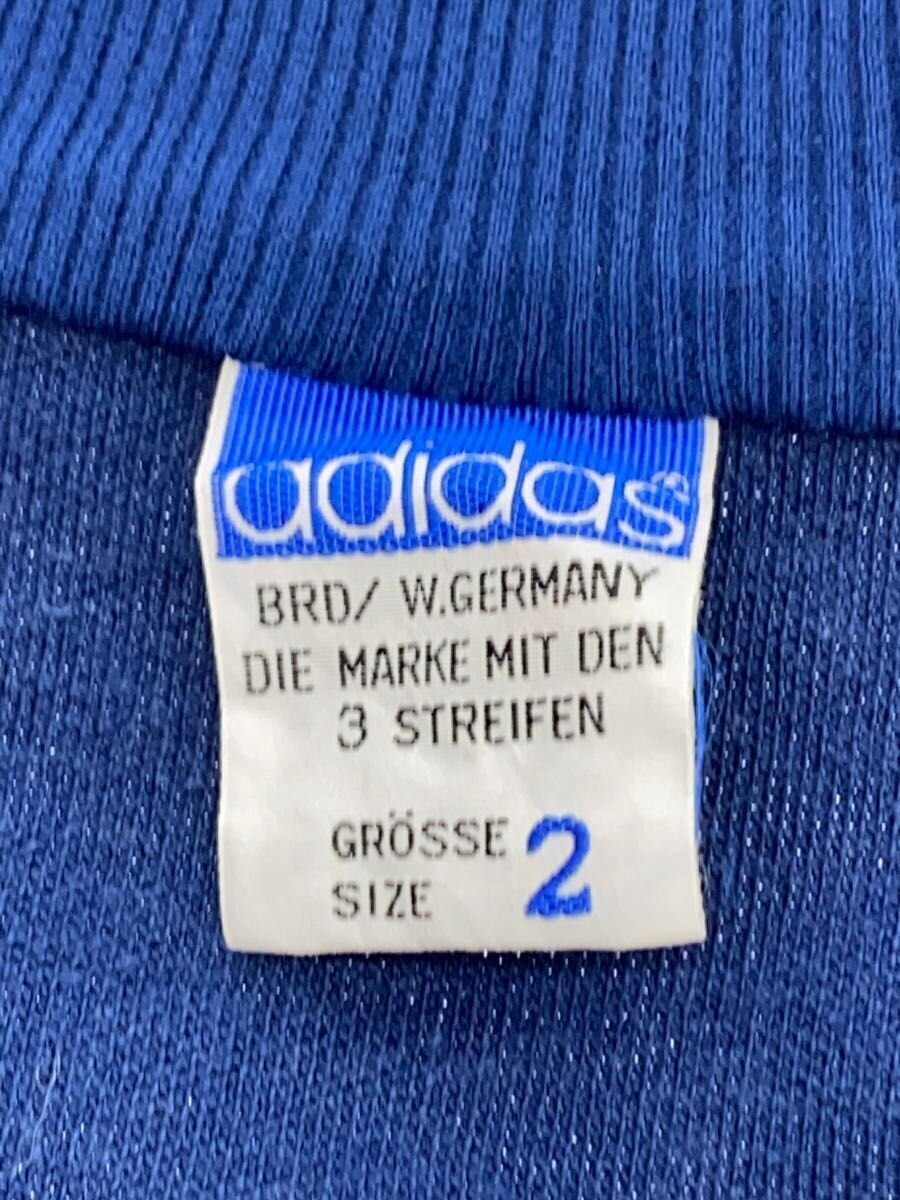 adidas
BRD/ W.GERMANY
DIE MARKE MIT DEN
3 STREIFEN
GRÖSSE 2
SIZE